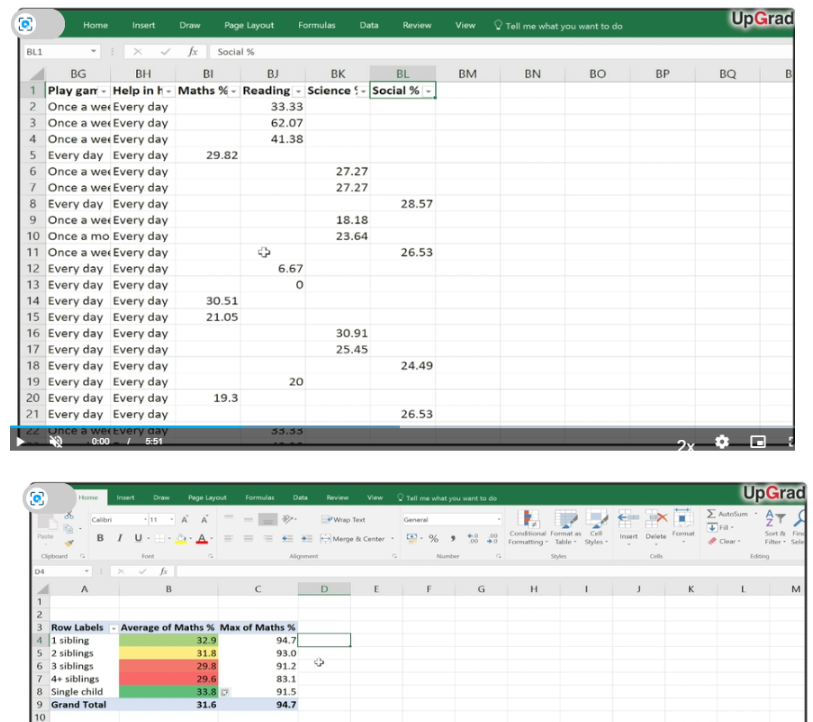 Home Insert Draw Page Layout Formulas Data Review View Tell me what you want to do UpGrad
BL1 fx Social %
BG BH BI BJ BK BL BM BN BO BP BQ B
1 Play gam Help in h Maths % Reading Science % Social %
2 Once a wee Every day 33.33
3 Once a wee Every day 62.07
4 Once a wee Every day 41.38
5 Every day Every day 29.82
6 Once a wee Every day 27.27
7 Once a wee Every day 27.27
8 Every day Every day 28.57
9 Once a wee Every day 18.18
10 Once a mo Every day 23.64
11 Once a wee Every day 26.53
12 Every day Every day 6.67
13 Every day Every day 0
14 Every day Every day 30.51
15 Every day Every day 21.05
16 Every day Every day 30.91
17 Every day Every day 25.45
18 Every day Every day 24.49
19 Every day Every day 20
20 Every day Every day 19.3
21 Every day Every day 26.53
22 Once a wee Every day 33.33
0:00 / 5:51 2x
Home Insert Draw Page Layout Formulas Data Review View Tell me what you want to do UpGrad
Calibri 11 A A Wrap Text General AutoSum
Paste B I U A Merge & Center % Conditional Format as Cell Insert Delete Format Fill Sort & Find
Formatting Table Styles Clear Filter Sele
Clipboard Font Alignment Number Styles Cells Editing
D4 fx
A B C D E F G H I J K L M
1
2
3 Row Labels Average of Maths % Max of Maths %
4 1 sibling 32.9 94.7
5 2 siblings 31.8 93.0
6 3 siblings 29.8 91.2
7 4+ siblings 29.6 83.1
8 Single child 33.8 91.5
9 Grand Total 31.6 94.7
10